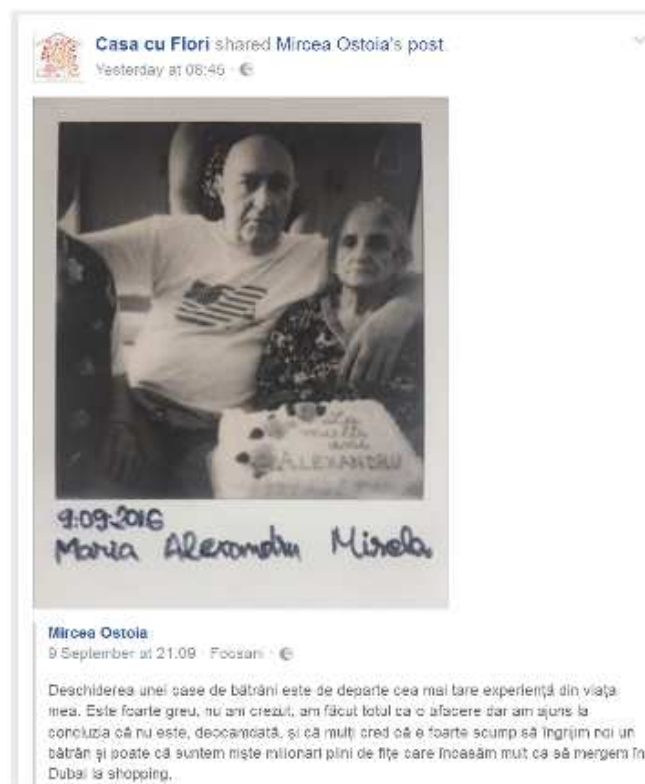 Casa cu Flori shared Mircea Ostoia's post
Yesterday at 08:45
La
multi
ani
ALEXANDRU
9.09.2016
Maria Alexandru Mirela
Mircea Ostoia
9 September at 21:09 · Focsani ·
Deschiderea unei case de bătrâni este de departe cea mai tare experiență din viața
mea. Este foarte greu, nu am crezut, am făcut totul ca o afacere dar am ajuns la
concluzia că nu este, deocamdată, și că mulți cred că e foarte scump să îngrijim noi un
bătrân și poate că suntem niște milionari plini de fițe care încasăm mult ca să mergem în
Dubai la shopping.